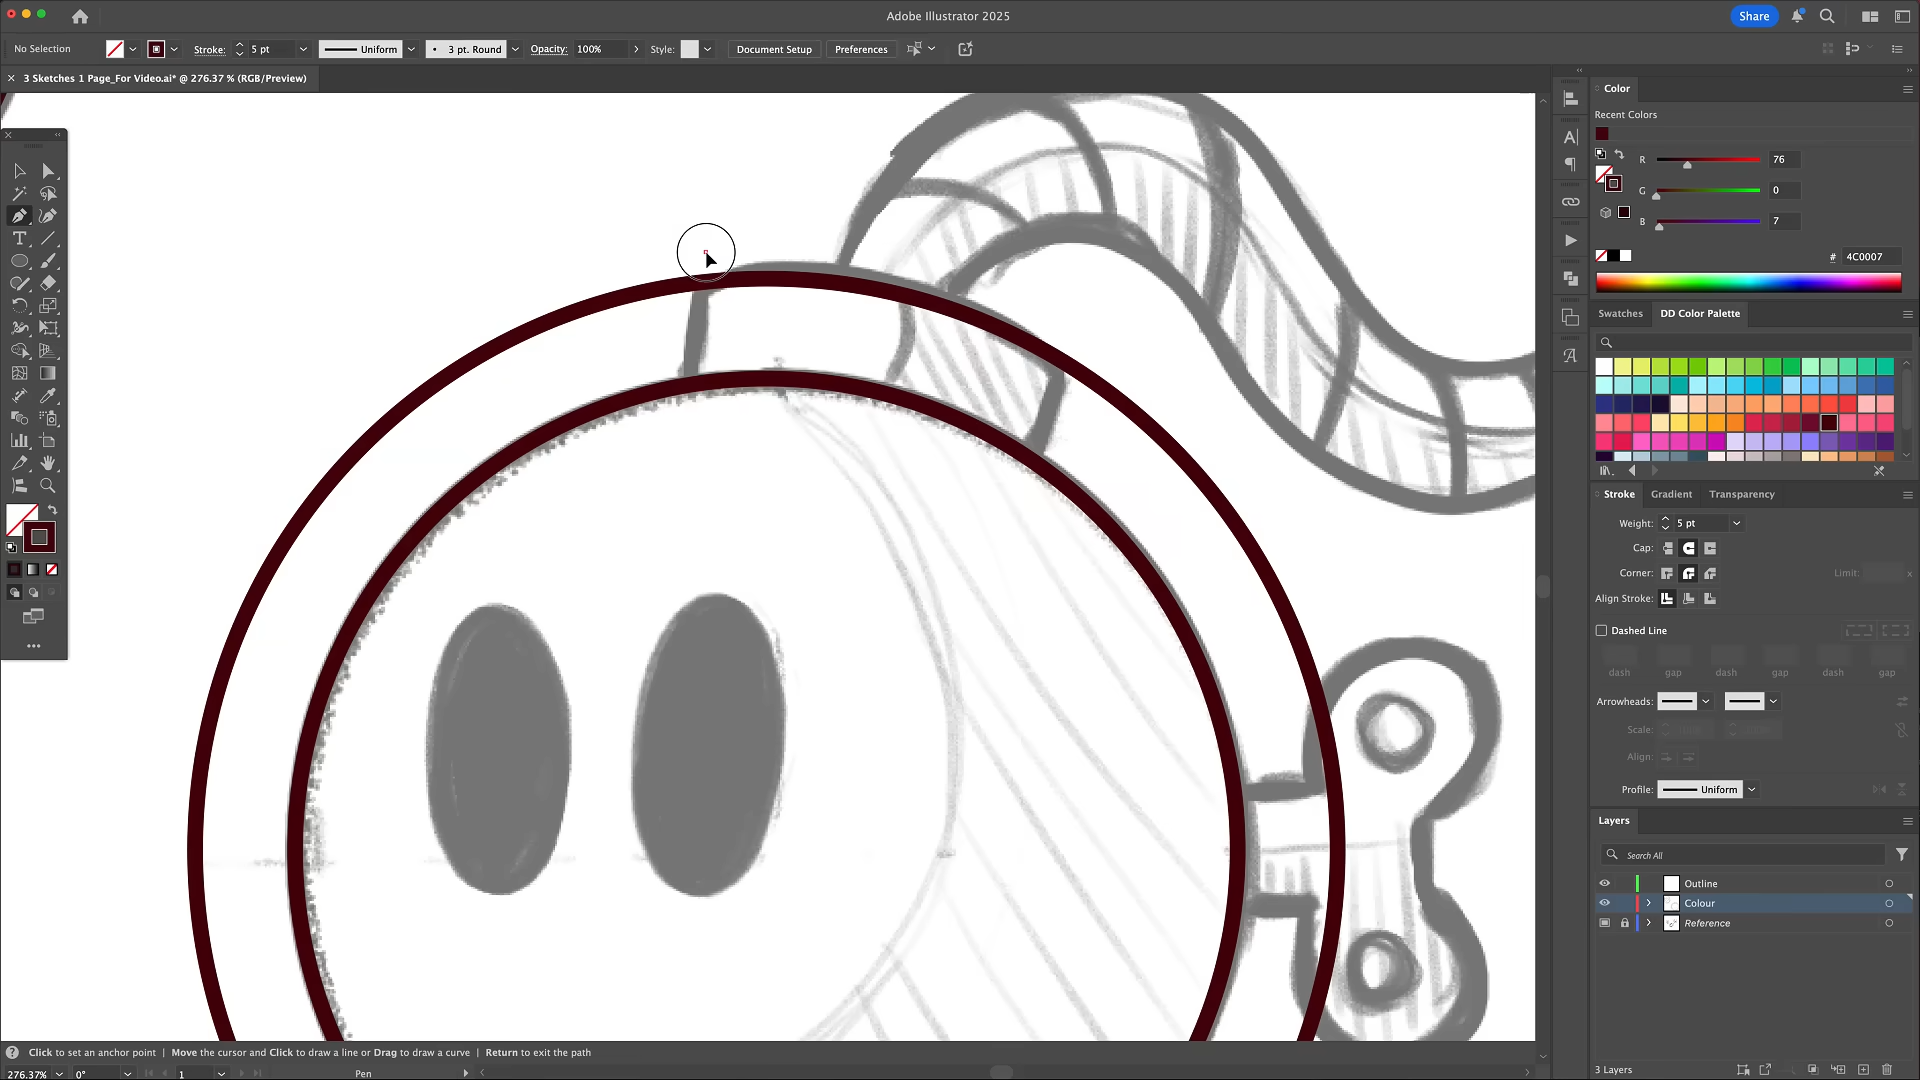 Adobe Illustrator 2025
Share
No Selection
Stroke:
5 pt
Uniform
3 pt. Round
Opacity:
100%
Style:
Document Setup
Preferences
3 Sketches 1 Page_For Video.ai* @ 276.37 % (RGB/Preview)
Color
Recent Colors
R
76
G
0
B
7
#
4C0007
Swatches
DD Color Palette
Stroke
Gradient
Transparency
Weight:
5 pt
Cap:
Corner:
Limit:
x
Align Stroke:
Dashed Line
dash
gap
dash
gap
dash
gap
Arrowheads:
Scale:
Align:
Profile:
Uniform
Layers
Search All
Outline
Colour
Reference
3 Layers
Click to set an anchor point | Move the cursor and Click to draw a line or Drag to draw a curve | Return to exit the path
276.37%
0°
1
Pen